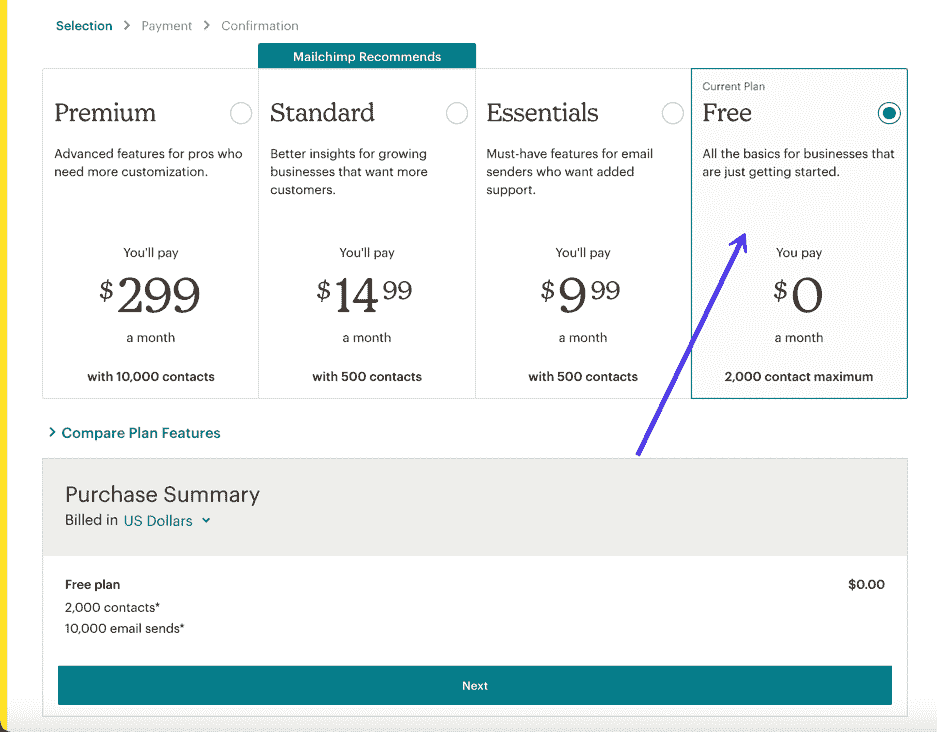 Selection > Payment > Confirmation
Mailchimp Recommends
Premium
Advanced features for pros who
need more customization.
You'll pay
$299
a month
with 10,000 contacts
Standard
Better insights for growing
businesses that want more
customers.
You'll pay
$14.99
a month
with 500 contacts
Essentials
Must-have features for email
senders who want added
support.
You'll pay
$9.99
a month
with 500 contacts
Current Plan
Free
All the basics for businesses that
are just getting started.
You pay
$0
a month
2,000 contact maximum
> Compare Plan Features
Purchase Summary
Billed in US Dollars
Free plan $0.00
2,000 contacts*
10,000 email sends*
Next